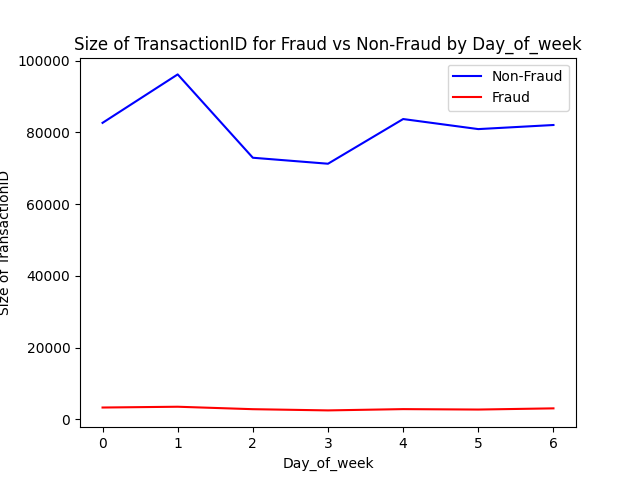 Size of TransactionID for Fraud vs Non-Fraud by Day_of_week
Non-Fraud
Fraud
100000
80000
60000
40000
20000
0
Size of TransactionID
0 1 2 3 4 5 6
Day_of_week